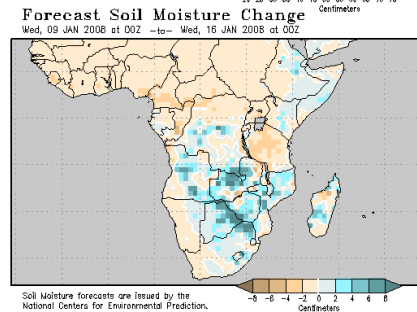 Centimeters
Forecast Soil Moisture Change
Wed, 09 JAN 2008 at 00Z -to- Wed, 16 JAN 2008 at 00Z
Soil Moisture forecasts are issued by the
National Centers for Environmental Prediction.
-8 -6 -4 -2 0 2 4 6 8
Centimeters